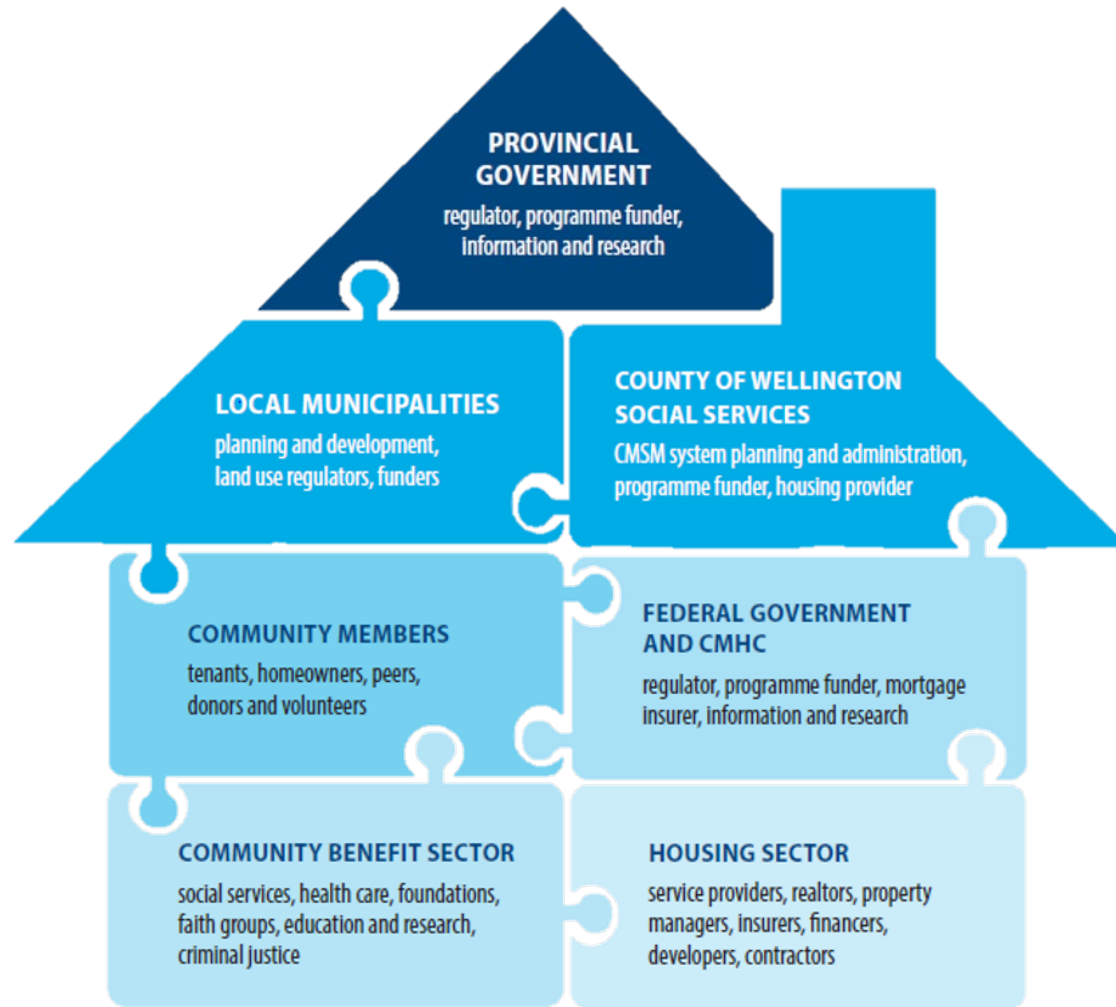 PROVINCIAL
GOVERNMENT
regulator, programme funder,
information and research
LOCAL MUNICIPALITIES
planning and development,
land use regulators, funders
COUNTY OF WELLINGTON
SOCIAL SERVICES
CMSM system planning and administration,
programme funder, housing provider
COMMUNITY MEMBERS
tenants, homeowners, peers,
donors and volunteers
FEDERAL GOVERNMENT
AND CMHC
regulator, programme funder, mortgage
insurer, information and research
COMMUNITY BENEFIT SECTOR
social services, health care, foundations,
faith groups, education and research,
criminal justice
HOUSING SECTOR
service providers, realtors, property
managers, insurers, financers,
developers, contractors